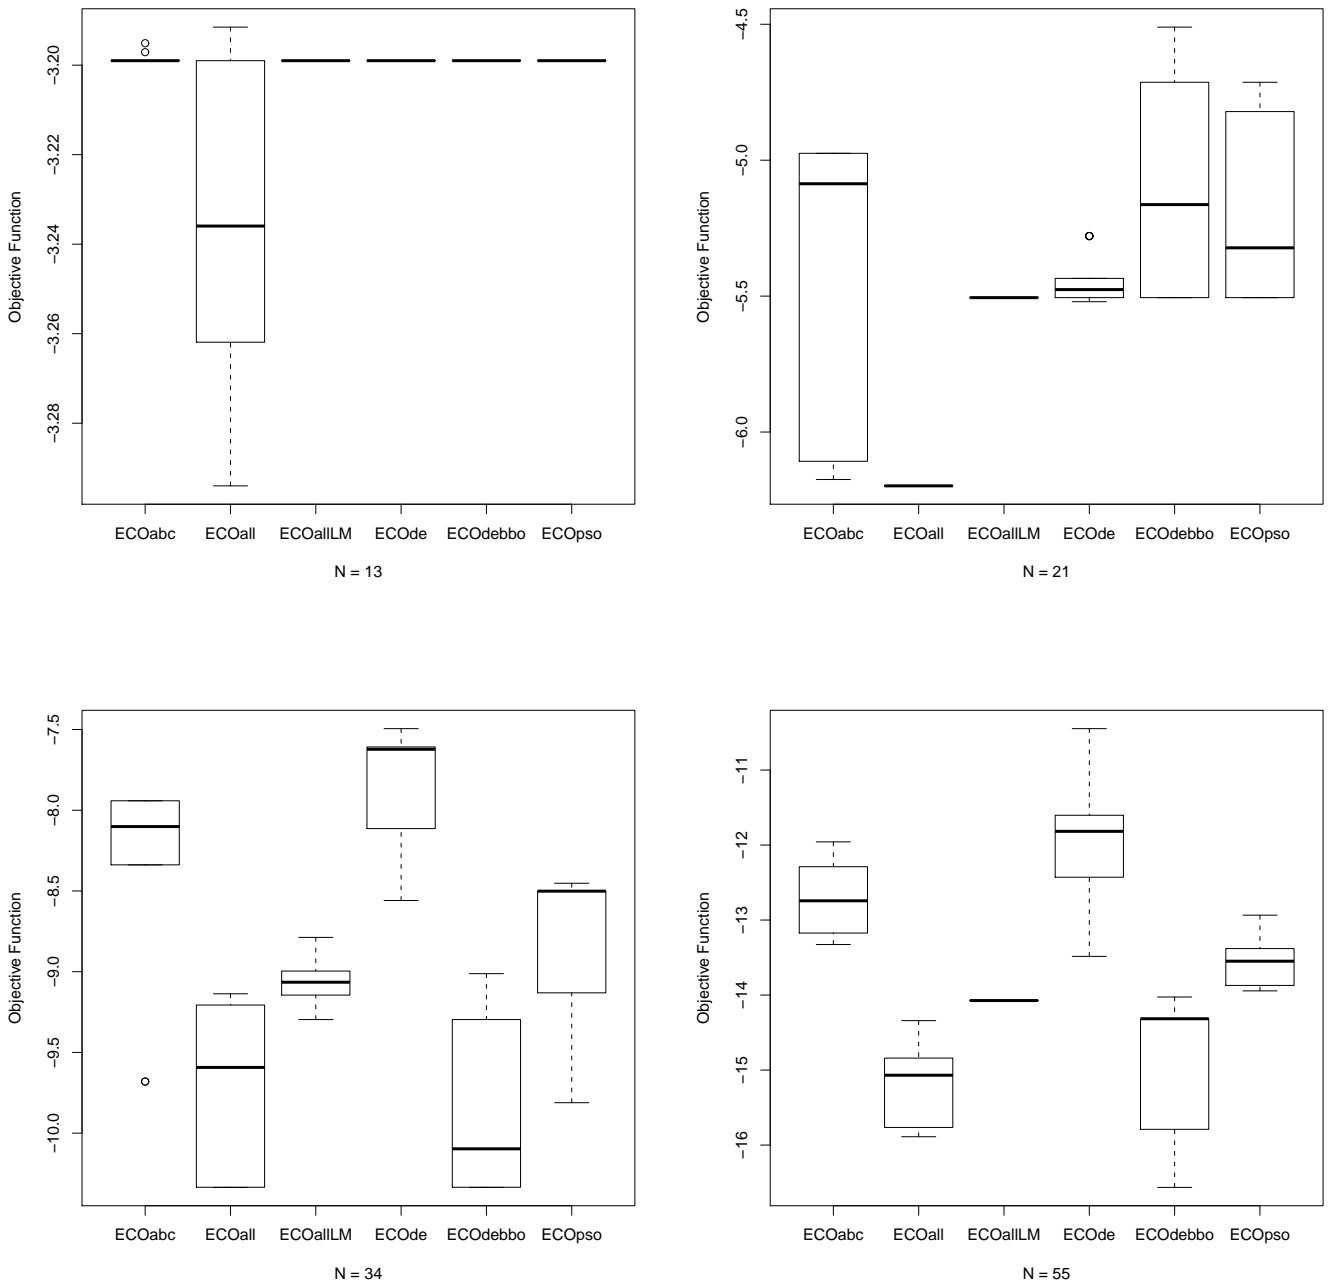 Objective Function
−3.20
−3.22
−3.24
−3.26
−3.28
ECOabc ECOall ECOallLM ECOde ECOdebbo ECOpso
N = 13
Objective Function
−4.5
−5.0
−5.5
−6.0
ECOabc ECOall ECOallLM ECOde ECOdebbo ECOpso
N = 21
Objective Function
−7.5
−8.0
−8.5
−9.0
−9.5
−10.0
ECOabc ECOall ECOallLM ECOde ECOdebbo ECOpso
N = 34
Objective Function
−11
−12
−13
−14
−15
−16
ECOabc ECOall ECOallLM ECOde ECOdebbo ECOpso
N = 55